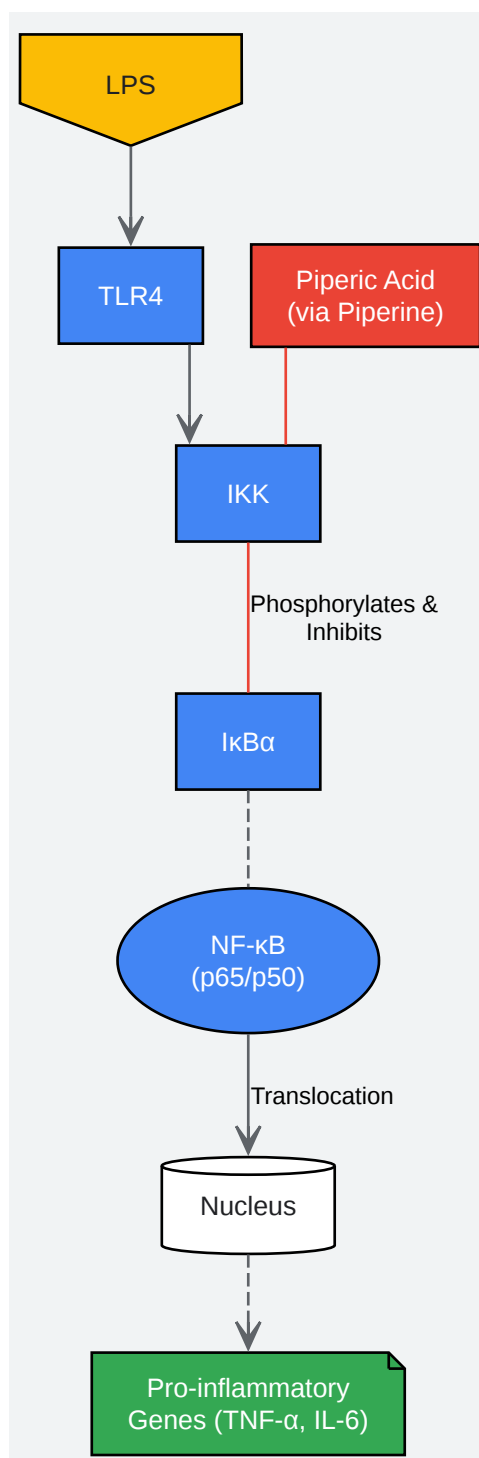 LPS
TLR4
Piperic Acid
(via Piperine)
IKK
Phosphorylates &
Inhibits
IκBα
NF-κB
(p65/p50)
Translocation
Nucleus
Pro-inflammatory
Genes (TNF-α, IL-6)